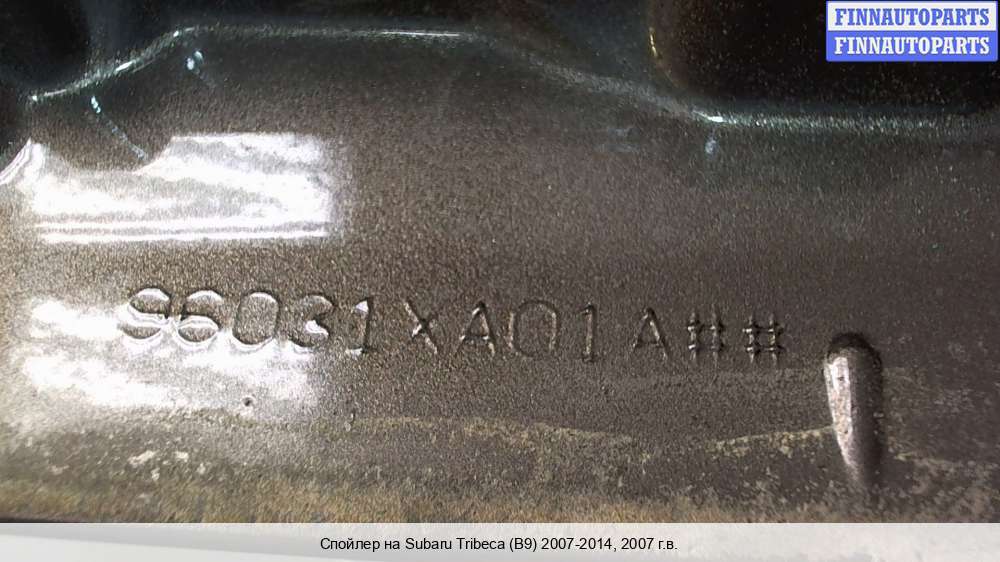 FINNAUTOPARTS
FINNAUTOPARTS
96031XA01A##
Спойлер на Subaru Tribeca (B9) 2007-2014, 2007 г.в.